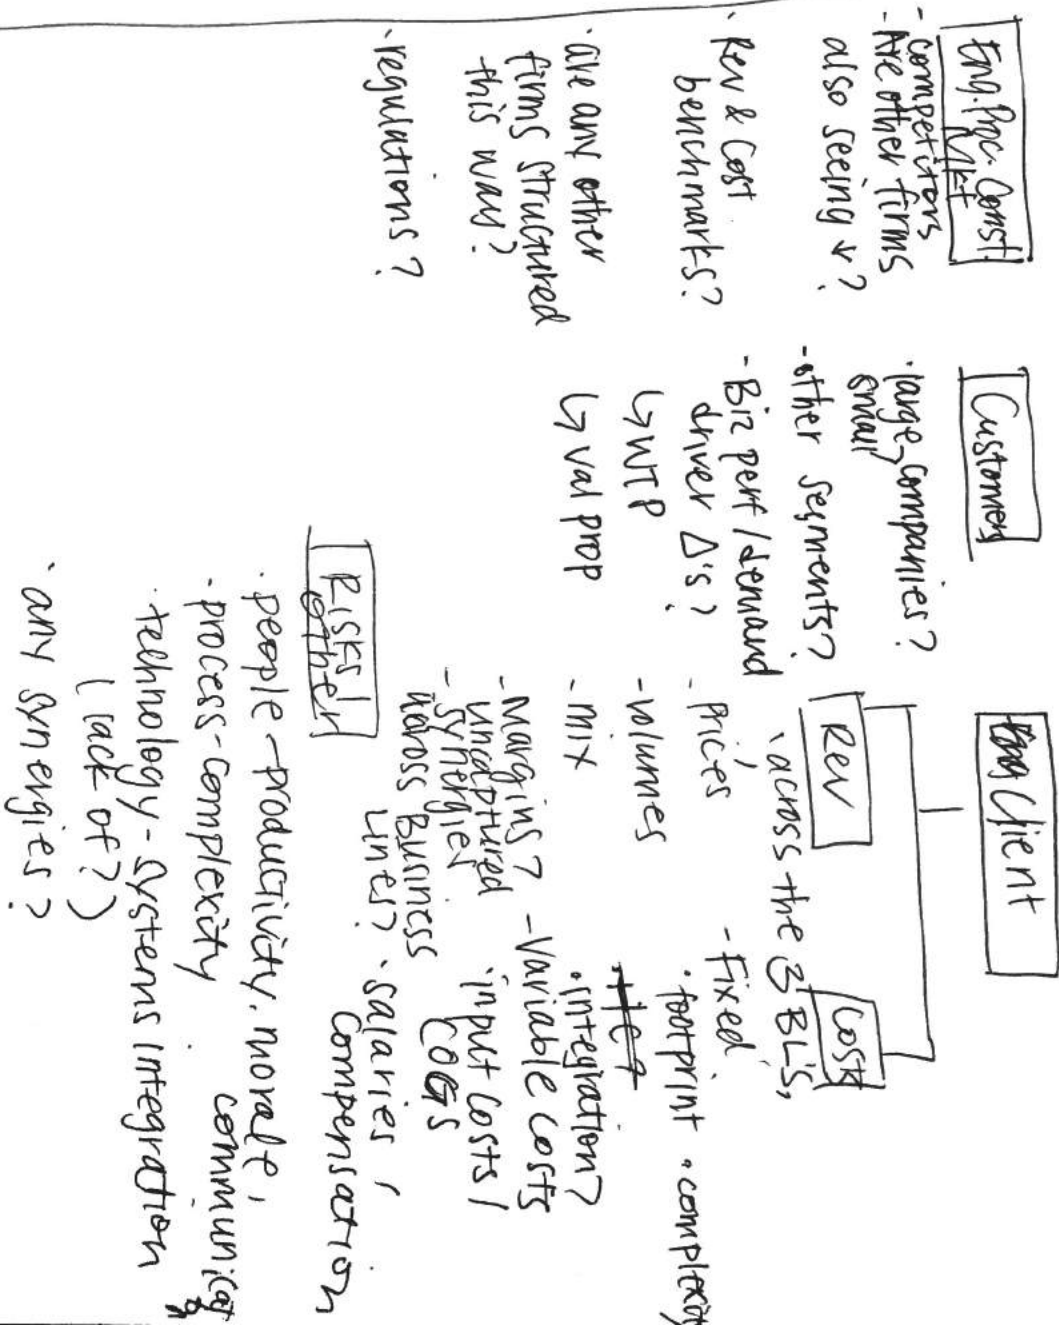 Eng. Proc. Const.
Mkt
- competitors
- Are other firms
also seeing ↓?
· Rev & Cost
benchmarks?
· are any other
firms structured
this way?
· regulations?
Customers
· large, companies?
small
- other segments?
- Biz perf / demand
driver Δ's?
↳ WTP
↳ val prop
Client
Rev
Costs
· across the 3 BL's,
- prices
- volumes
- mix
- Margins?
- uncaptured
synergies
across Business
Lines?
- Fixed
· footprint · complexity
· integration?
- Variable Costs
· input costs /
COGS
· salaries,
compensation
Risks/
other
· people - productivity, morale,
communication
· process - complexity
· technology - systems integration
(lack of?)
· any synergies?